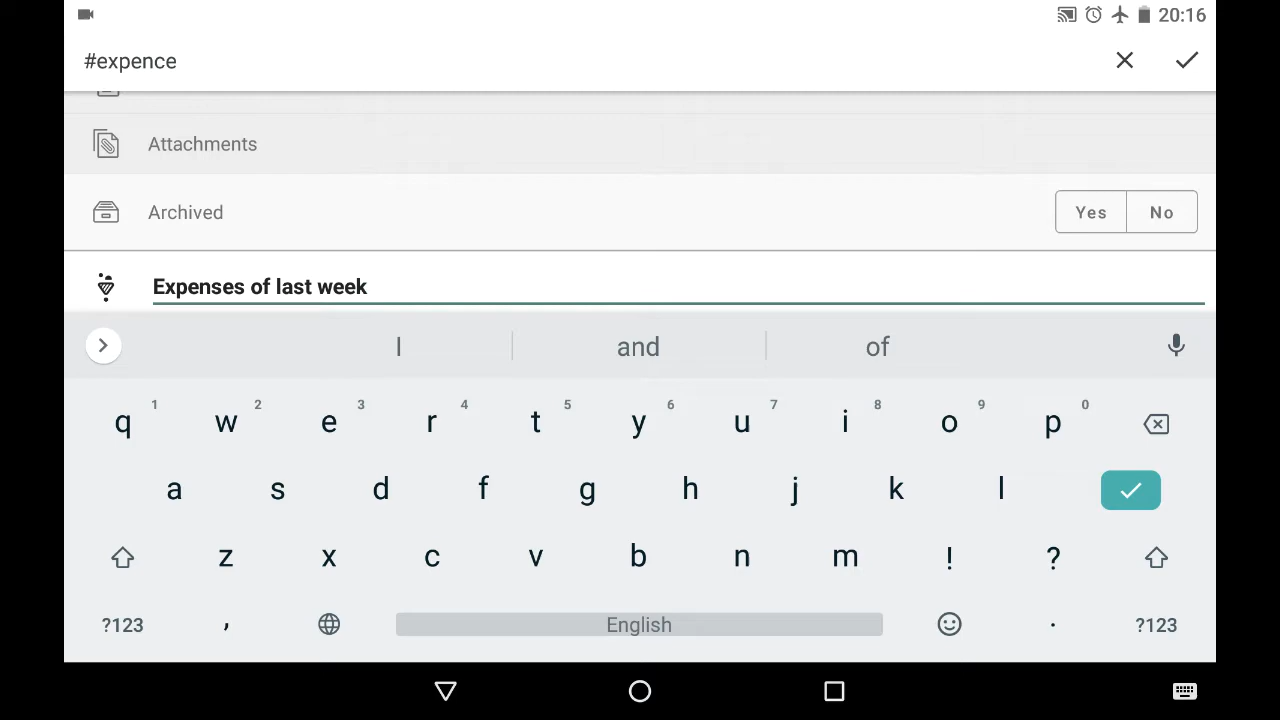 20:16
#expence
Attachments
Archived
Yes No
Expenses of last week
I and of
q 1 w 2 e 3 r 4 t 5 y 6 u 7 i 8 o 9 p 0
a s d f g h j k l
z x c v b n m ! ?
?123 , English . ?123